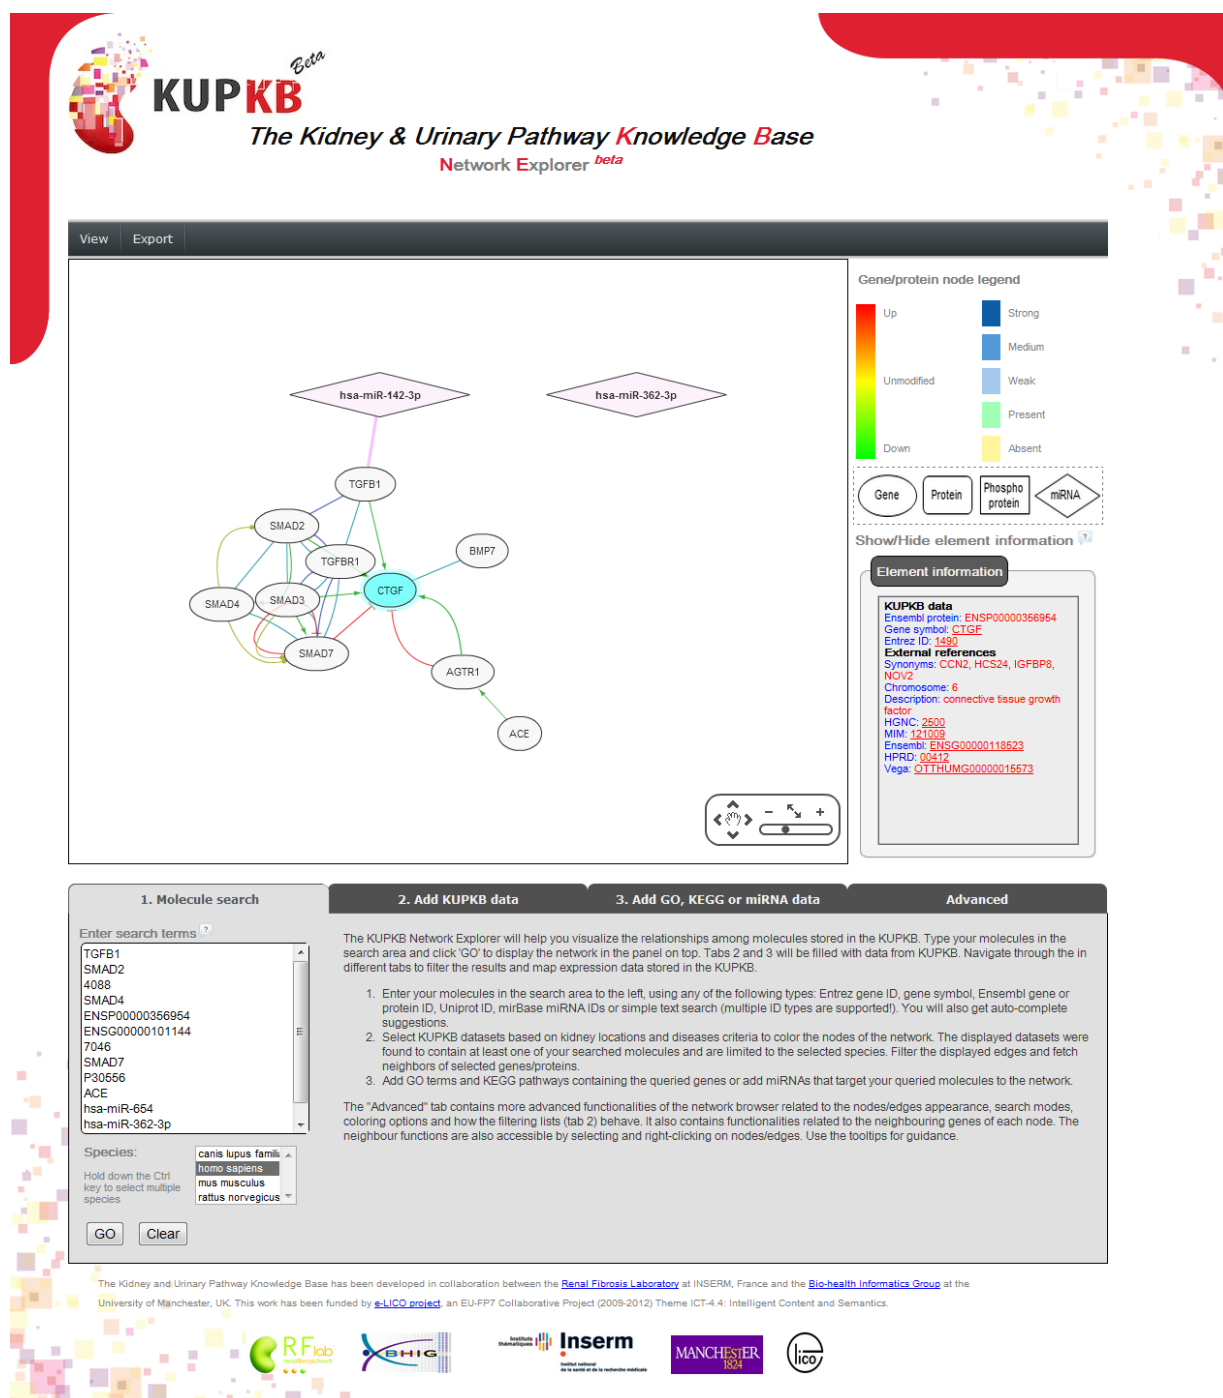 Beta
KUPKB
The Kidney & Urinary Pathway Knowledge Base
Network Explorer beta
View
Export
hsa-miR-142-3p
hsa-miR-362-3p
TGFB1
SMAD2
TGFBR1
BMP7
CTGF
SMAD4
SMAD3
SMAD7
AGTR1
ACE
Gene/protein node legend
Up
Strong
Medium
Unmodified
Weak
Present
Down
Absent
Gene
Protein
Phospho
protein
miRNA
Show/Hide element information ?
Element information
KUPKB data
Ensembl protein: ENSP00000356954
Gene symbol: CTGF
Entrez ID: 1490
External references
Synonyms: CCN2, HCS24, IGFBP8,
NOV2
Chromosome: 6
Description: connective tissue growth
factor
HGNC: 2500
MIM: 121009
Ensembl: ENSG00000118523
HPRD: 00412
Vega: OTTHUMG00000015573
1. Molecule search
2. Add KUPKB data
3. Add GO, KEGG or miRNA data
Advanced
Enter search terms ?
TGFB1
SMAD2
4088
SMAD4
ENSP00000356954
ENSG00000101144
7046
SMAD7
P30556
ACE
hsa-miR-654
hsa-miR-362-3p
Species:
Hold down the Ctrl
key to select multiple
species
canis lupus famili
homo sapiens
mus musculus
rattus norvegicus
GO
Clear
The KUPKB Network Explorer will help you visualize the relationships among molecules stored in the KUPKB. Type your molecules in the
search area and click 'GO' to display the network in the panel on top. Tabs 2 and 3 will be filled with data from KUPKB. Navigate through the in
different tabs to filter the results and map expression data stored in the KUPKB.
1. Enter your molecules in the search area to the left, using any of the following types: Entrez gene ID, gene symbol, Ensembl gene or
protein ID, Uniprot ID, mirBase miRNA IDs or simple text search (multiple ID types are supported!). You will also get auto-complete
suggestions.
2. Select KUPKB datasets based on kidney locations and diseases criteria to color the nodes of the network. The displayed datasets were
found to contain at least one of your searched molecules and are limited to the selected species. Filter the displayed edges and fetch
neighbors of selected genes/proteins.
3. Add GO terms and KEGG pathways containing the queried genes or add miRNAs that target your queried molecules to the network.
The "Advanced" tab contains more advanced functionalities of the network browser related to the nodes/edges appearance, search modes,
coloring options and how the filtering lists (tab 2) behave. It also contains functionalities related to the neighbouring genes of each node. The
neighbour functions are also accessible by selecting and right-clicking on nodes/edges. Use the tooltips for guidance.
The Kidney and Urinary Pathway Knowledge Base has been developed in collaboration between the Renal Fibrosis Laboratory at INSERM, France and the Bio-health Informatics Group at the
University of Manchester, UK. This work has been funded by e-LICO project, an EU-FP7 Collaborative Project (2009-2012) Theme ICT-4.4: Intelligent Content and Semantics.
RF lab
BHIG
Instituts
thématiques
Inserm
Institut national
de la santé et de la recherche médicale
MANCHESTER
1824
lico